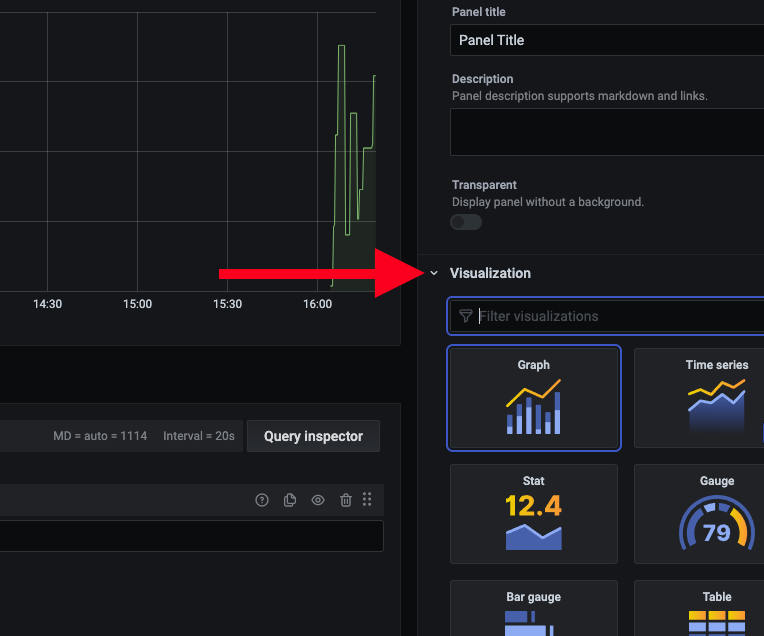 Panel title
Panel Title
Description
Panel description supports markdown and links.
Transparent
Display panel without a background.
14:30 15:00 15:30 16:00
Visualization
Filter visualizations
Graph Time series
MD = auto = 1114 Interval = 20s Query inspector
Stat Gauge
12.4 79
Bar gauge Table